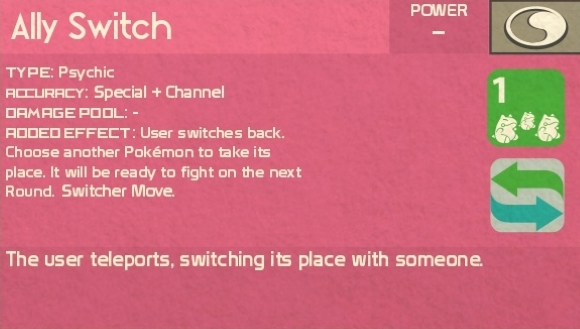 Ally Switch
POWER
–
TYPE: Psychic
ACCURACY: Special + Channel
DAMAGE POOL: -
ADDED EFFECT: User switches back.
Choose another Pokémon to take its
place. It will be ready to fight on the next
Round. Switcher Move.
1
The user teleports, switching its place with someone.